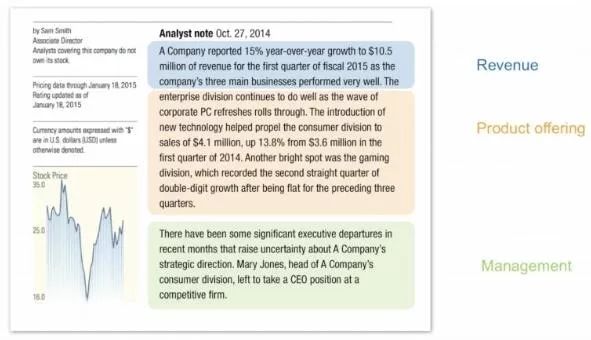 by Sam Smith
Associate Director
Analysts covering this company do not
own its stock.
Pricing data through January 18, 2015
Rating updated as of
January 18, 2015
Currency amounts expressed with "$"
are in U.S. dollars (USD) unless
otherwise denoted.
Stock Price
35.0
25.0
16.0
Analyst note Oct. 27, 2014
A Company reported 15% year-over-year growth to $10.5
million of revenue for the first quarter of fiscal 2015 as the
company's three main businesses performed very well. The
enterprise division continues to do well as the wave of
corporate PC refreshes rolls through. The introduction of
new technology helped propel the consumer division to
sales of $4.1 million, up 13.8% from $3.6 million in the
first quarter of 2014. Another bright spot was the gaming
division, which recorded the second straight quarter of
double-digit growth after being flat for the preceding three
quarters.
There have been some significant executive departures in
recent months that raise uncertainty about A Company's
strategic direction. Mary Jones, head of A Company's
consumer division, left to take a CEO position at a
competitive firm.
Revenue
Product offering
Management